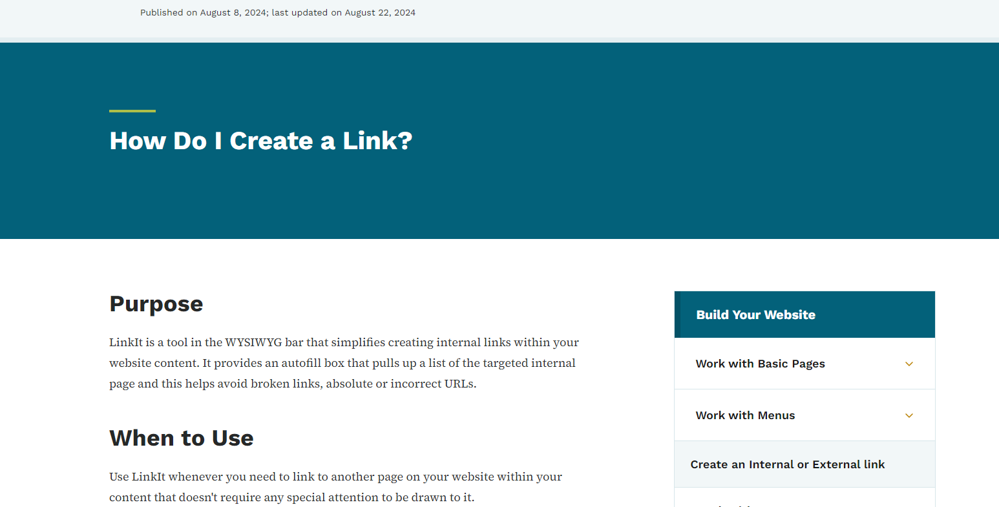 Published on August 8, 2024; last updated on August 22, 2024
How Do I Create a Link?
Purpose
LinkIt is a tool in the WYSIWYG bar that simplifies creating internal links within your
website content. It provides an autofill box that pulls up a list of the targeted internal
page and this helps avoid broken links, absolute or incorrect URLs.
When to Use
Use LinkIt whenever you need to link to another page on your website within your
content that doesn't require any special attention to be drawn to it.
Build Your Website
Work with Basic Pages
Work with Menus
Create an Internal or External link